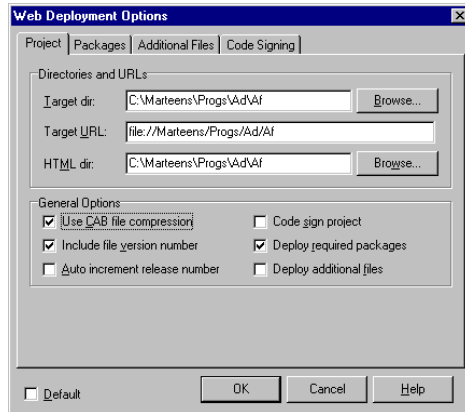 Web Deployment Options
Project Packages Additional Files Code Signing
Directories and URLs
Target dir: C:\Marteens\Progs\Ad\Af Browse...
Target URL: file://Marteens/Progs/Ad/Af
HTML dir: C:\Marteens\Progs\Ad\Af Browse...
General Options
Use CAB file compression Code sign project
Include file version number Deploy required packages
Auto increment release number Deploy additional files
Default OK Cancel Help